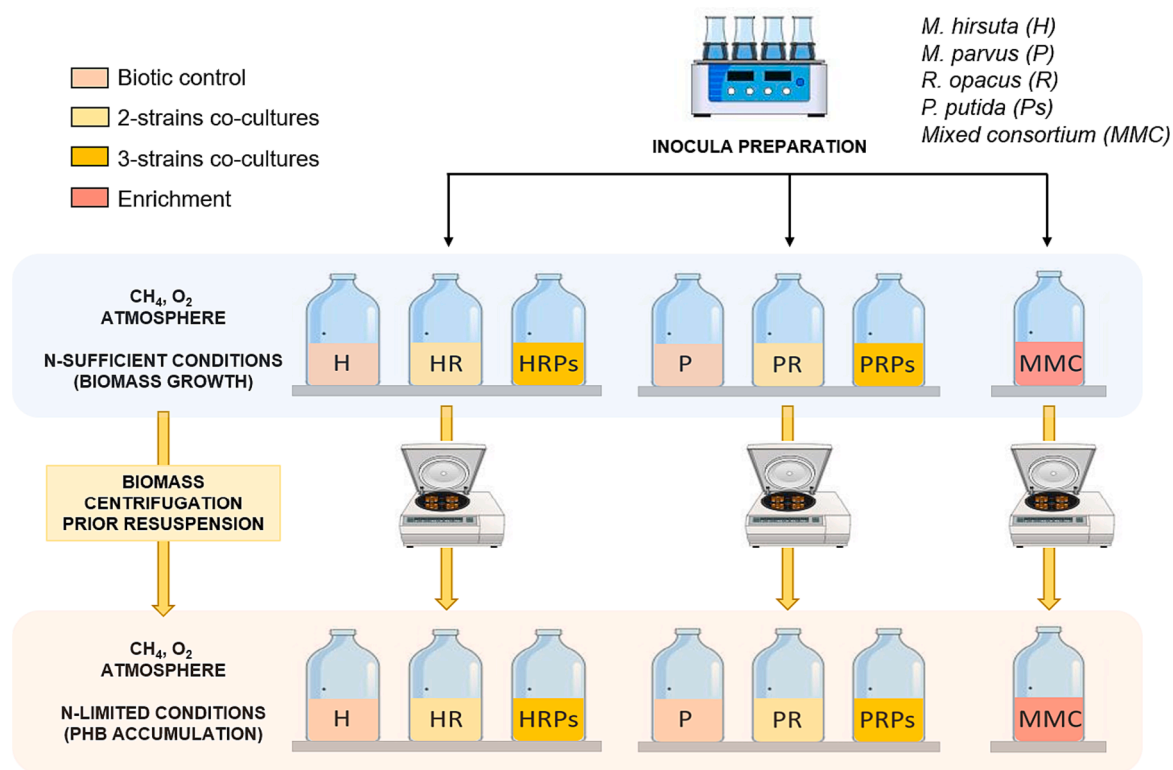 M. hirsuta (H)
M. parvus (P)
R. opacus (R)
P. putida (Ps)
Mixed consortium (MMC)
INOCULA PREPARATION
Biotic control
2-strains co-cultures
3-strains co-cultures
Enrichment
CH₄, O₂
ATMOSPHERE
N-SUFFICIENT CONDITIONS
(BIOMASS GROWTH)
H
HR
HRPs
P
PR
PRPs
MMC
BIOMASS
CENTRIFUGATION
PRIOR RESUSPENSION
CH₄, O₂
ATMOSPHERE
N-LIMITED CONDITIONS
(PHB ACCUMULATION)
H
HR
HRPs
P
PR
PRPs
MMC